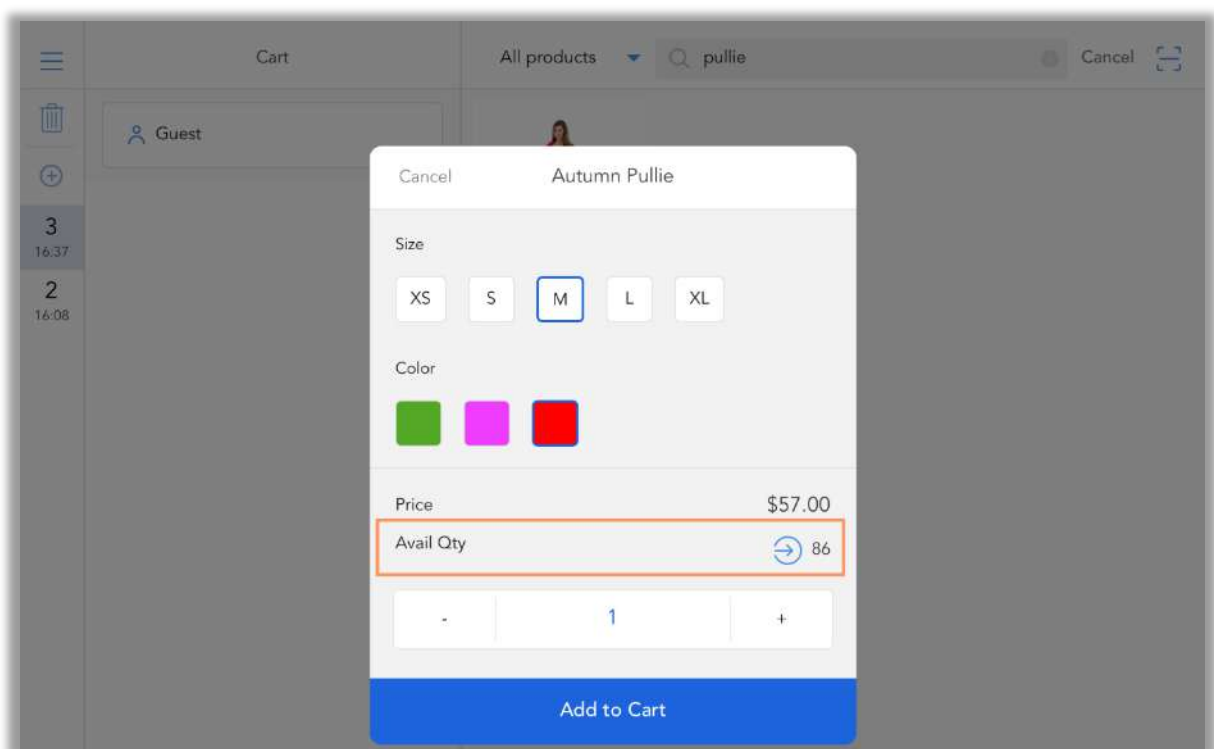 Cart
All products
pullie
Cancel
Guest
3
16:37
2
16:08
Cancel
Autumn Pullie
Size
XS S M L XL
Color
Price $57.00
Avail Qty 86
- 1 +
Add to Cart